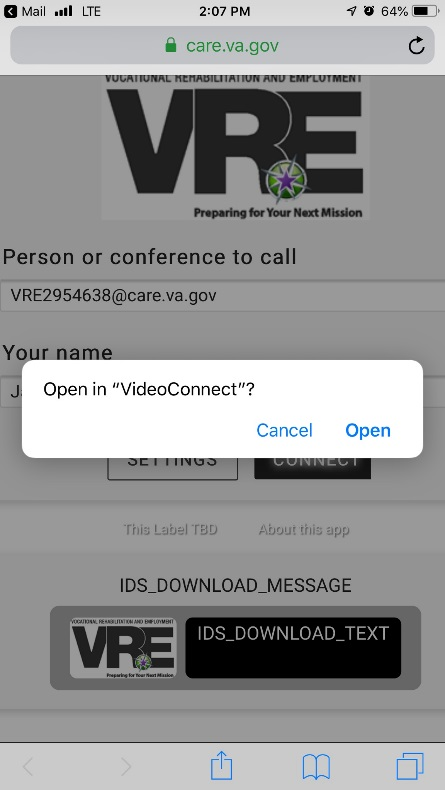 Mail LTE 2:07 PM 64%
care.va.gov
VOCATIONAL REHABILITATION AND EMPLOYMENT
VRE
Preparing for Your Next Mission
Person or conference to call
VRE2954638@care.va.gov
Your name
J
Open in “VideoConnect”?
Cancel Open
SETTINGS CONNECT
This Label TBD About this app
IDS_DOWNLOAD_MESSAGE
VOCATIONAL REHABILITATION AND EMPLOYMENT
VRE
Preparing for Your Next Mission
IDS_DOWNLOAD_TEXT